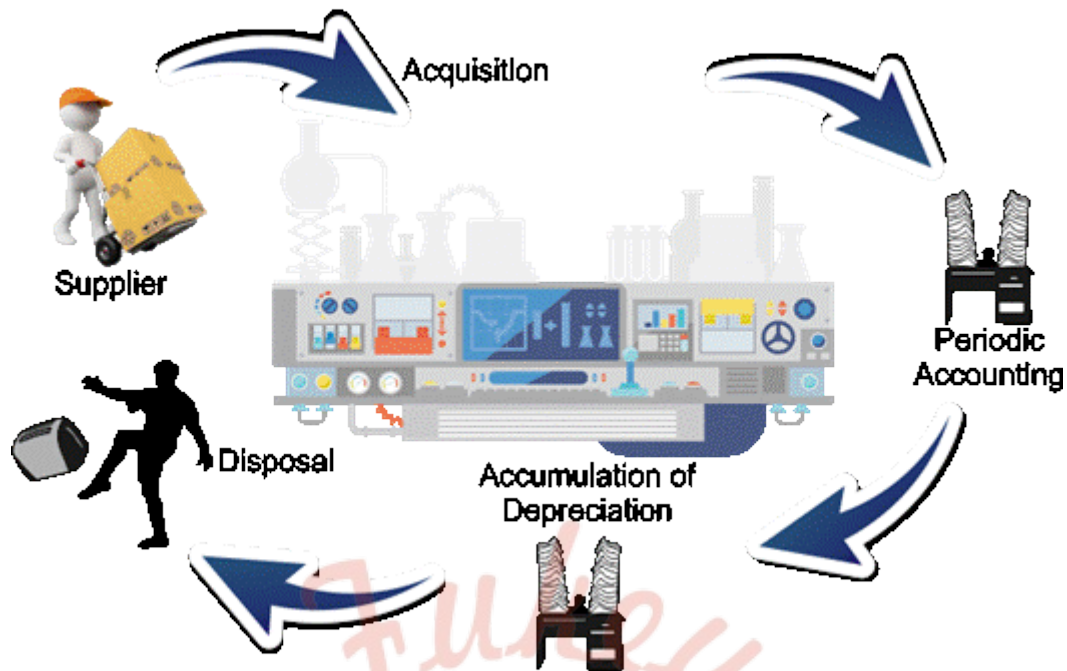 Acquisition
Supplier
Periodic
Accounting
Accumulation of
Depreciation
Disposal